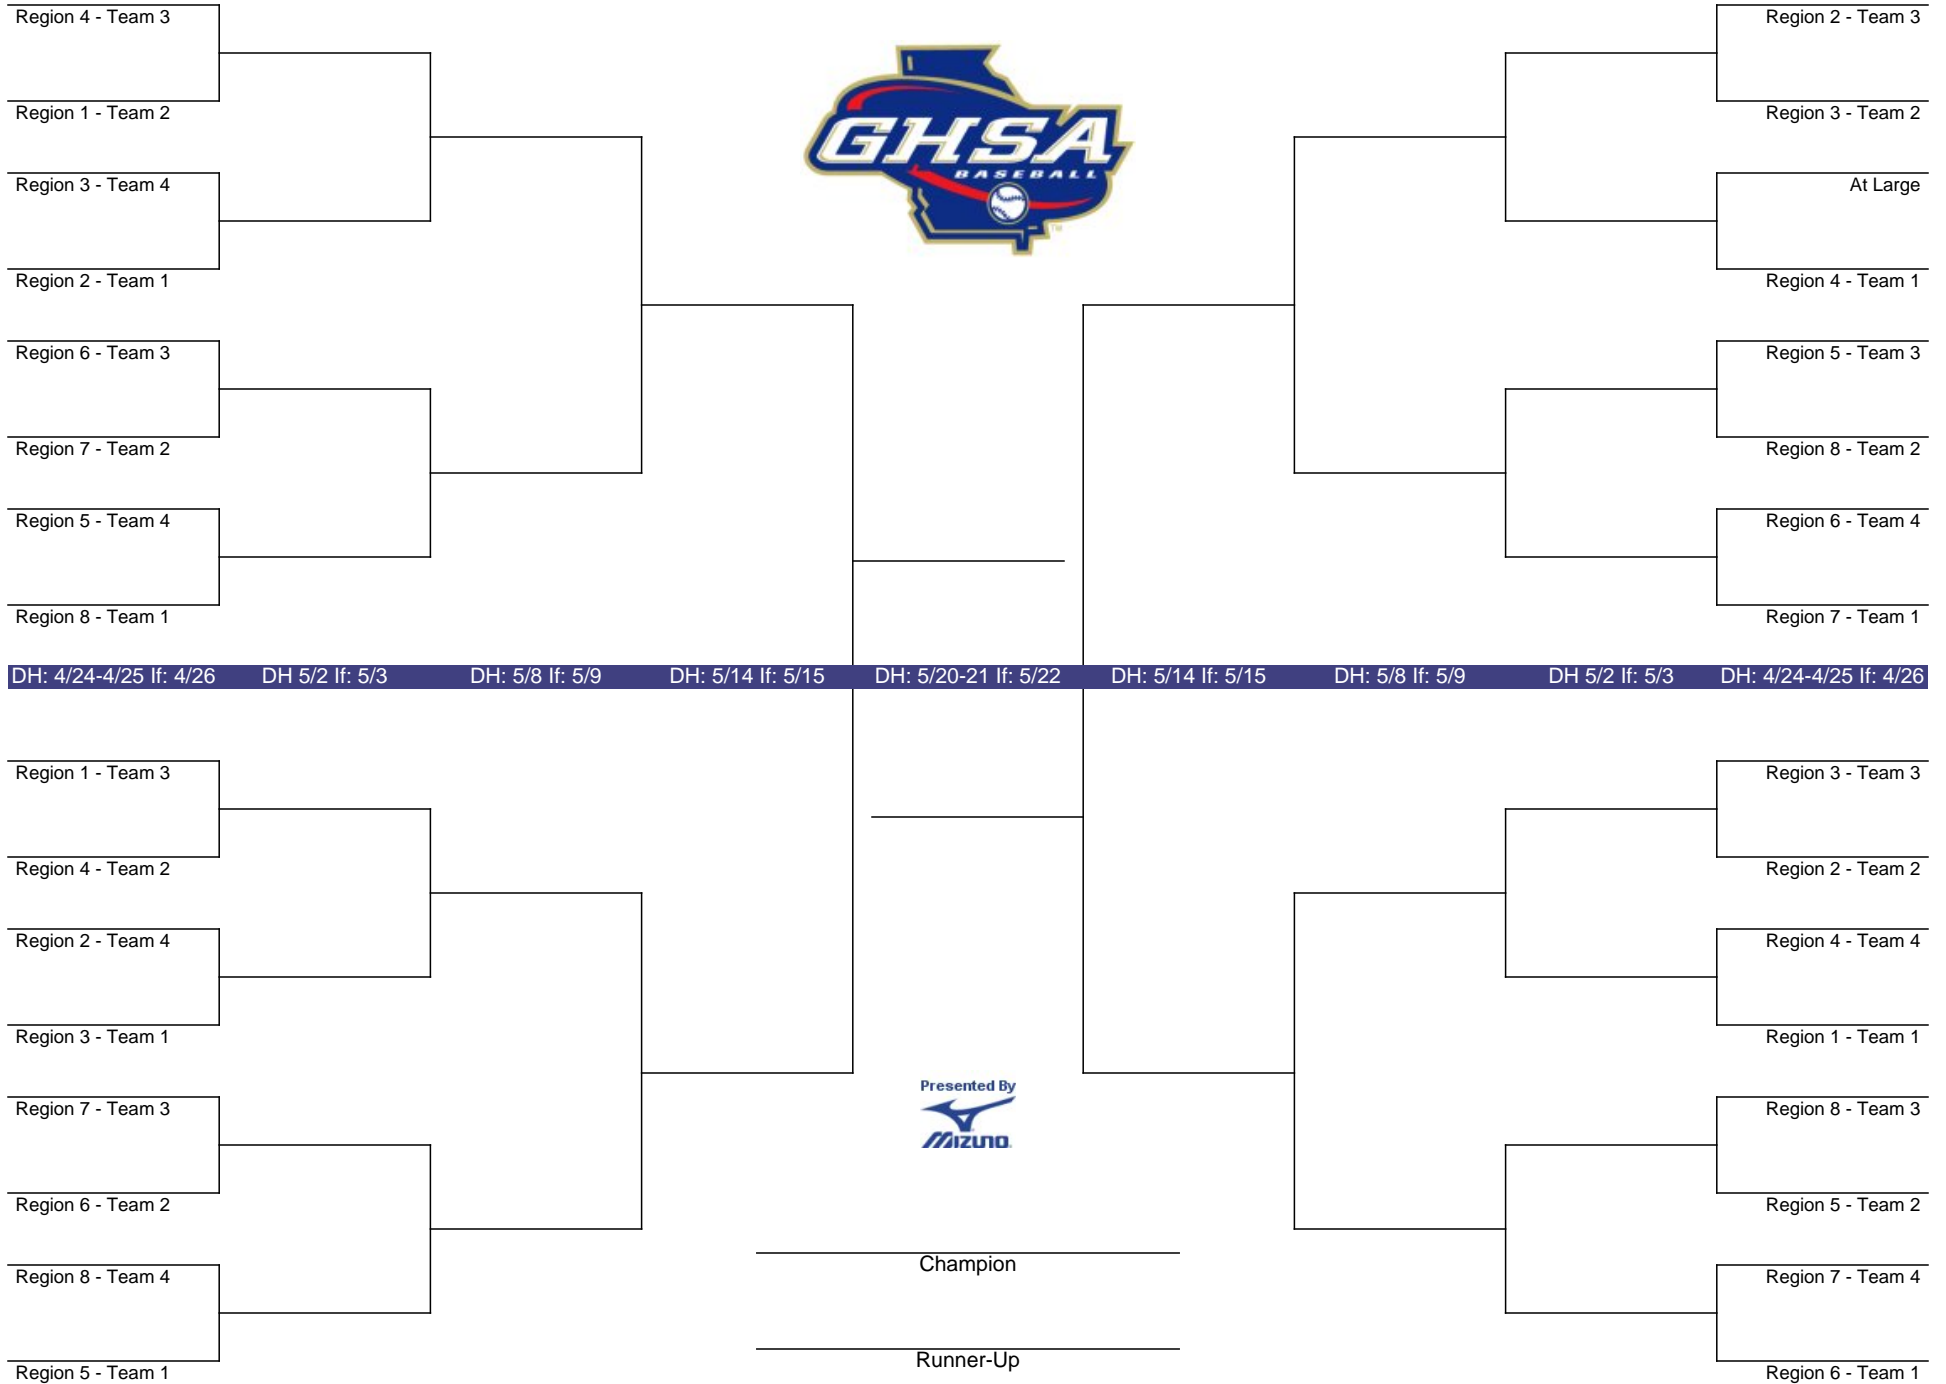 Region 4 - Team 3
Region 1 - Team 2
Region 3 - Team 4
Region 2 - Team 1
Region 6 - Team 3
Region 7 - Team 2
Region 5 - Team 4
Region 8 - Team 1
GHSA
BASEBALL
TM
Region 2 - Team 3
Region 3 - Team 2
At Large
Region 4 - Team 1
Region 5 - Team 3
Region 8 - Team 2
Region 6 - Team 4
Region 7 - Team 1
DH: 4/24-4/25 If: 4/26 DH 5/2 If: 5/3 DH: 5/8 If: 5/9 DH: 5/14 If: 5/15 DH: 5/20-21 If: 5/22 DH: 5/14 If: 5/15 DH: 5/8 If: 5/9 DH 5/2 If: 5/3 DH: 4/24-4/25 If: 4/26
Region 1 - Team 3
Region 4 - Team 2
Region 2 - Team 4
Region 3 - Team 1
Region 7 - Team 3
Region 6 - Team 2
Region 8 - Team 4
Region 5 - Team 1
Presented By
Mizuno
Champion
Runner-Up
Region 3 - Team 3
Region 2 - Team 2
Region 4 - Team 4
Region 1 - Team 1
Region 8 - Team 3
Region 5 - Team 2
Region 7 - Team 4
Region 6 - Team 1